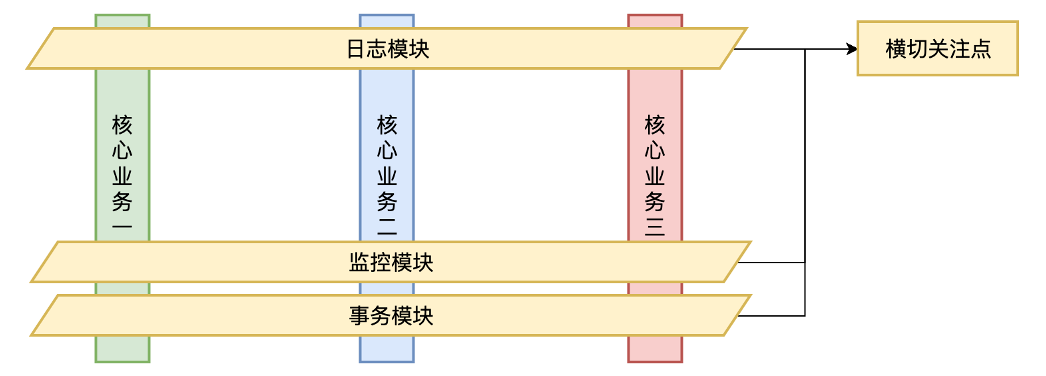 日志模块
横切关注点
核心业务一
核心业务二
核心业务三
监控模块
事务模块